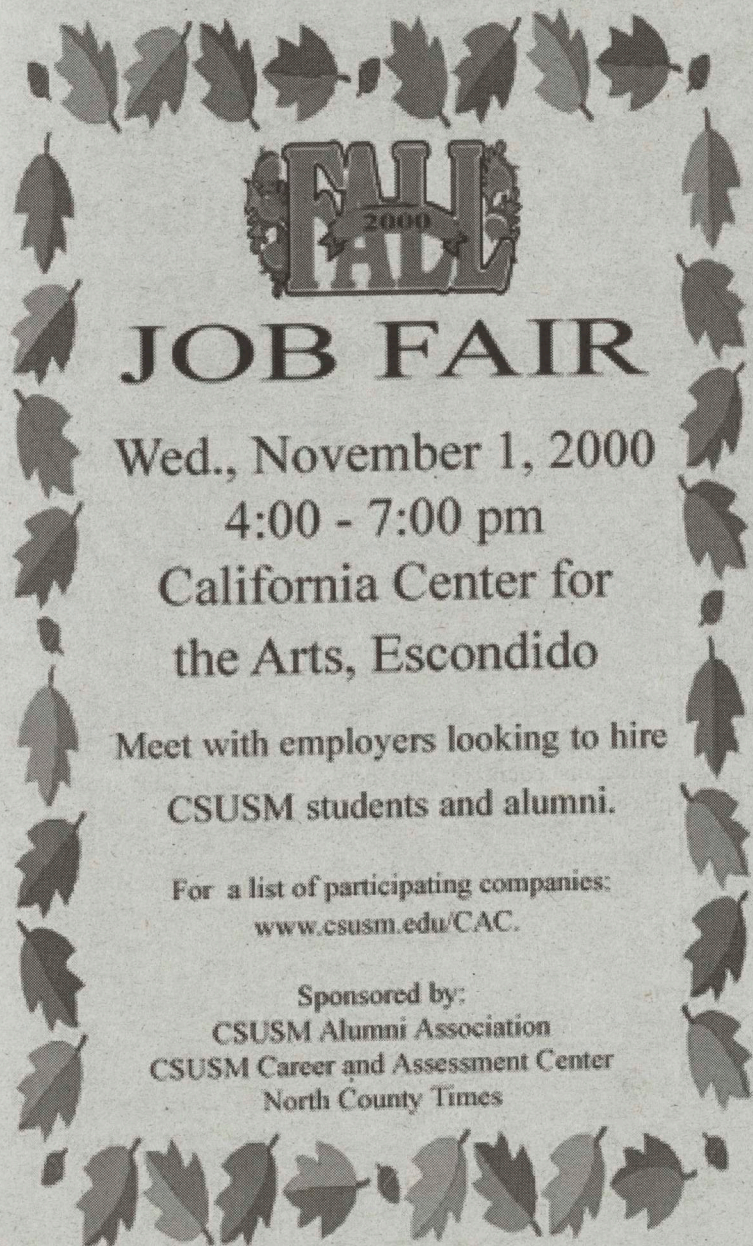 FALL
2000
JOB FAIR
Wed., November 1, 2000
4:00 - 7:00 pm
California Center for
the Arts, Escondido
Meet with employers looking to hire
CSUSM students and alumni.
For a list of participating companies:
www.csusm.edu/CAC.
Sponsored by:
CSUSM Alumni Association
CSUSM Career and Assessment Center
North County Times